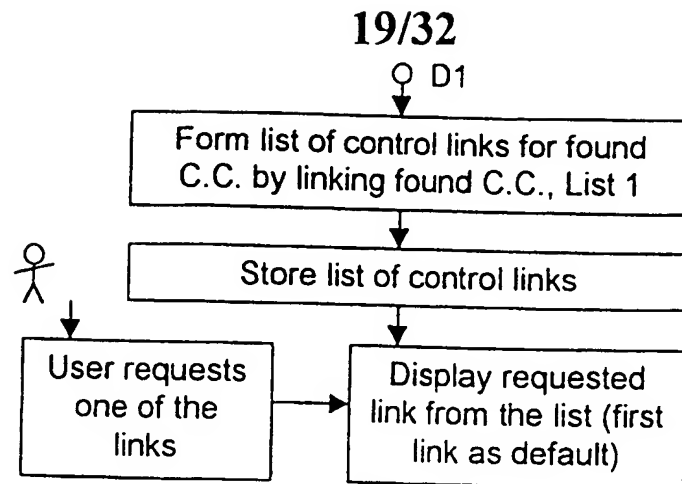 19/32
D1
Form list of control links for found
C.C. by linking found C.C., List 1
Store list of control links
User requests
one of the
links
Display requested
link from the list (first
link as default)